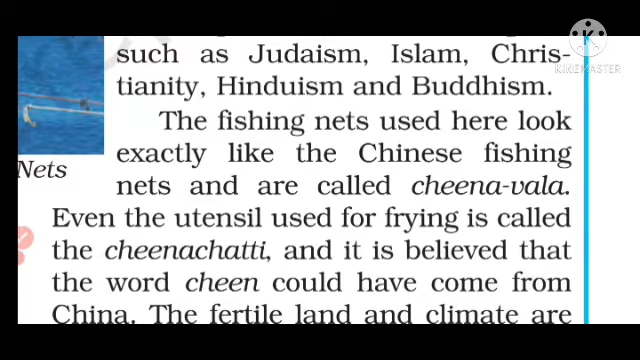 such as Judaism, Islam, Chris-
tianity, Hinduism and Buddhism.
The fishing nets used here look
exactly like the Chinese fishing
Nets
nets and are called cheena-vala.
Even the utensil used for frying is called
the cheenachatti, and it is believed that
the word cheen could have come from
China. The fertile land and climate are
KINEMASTER